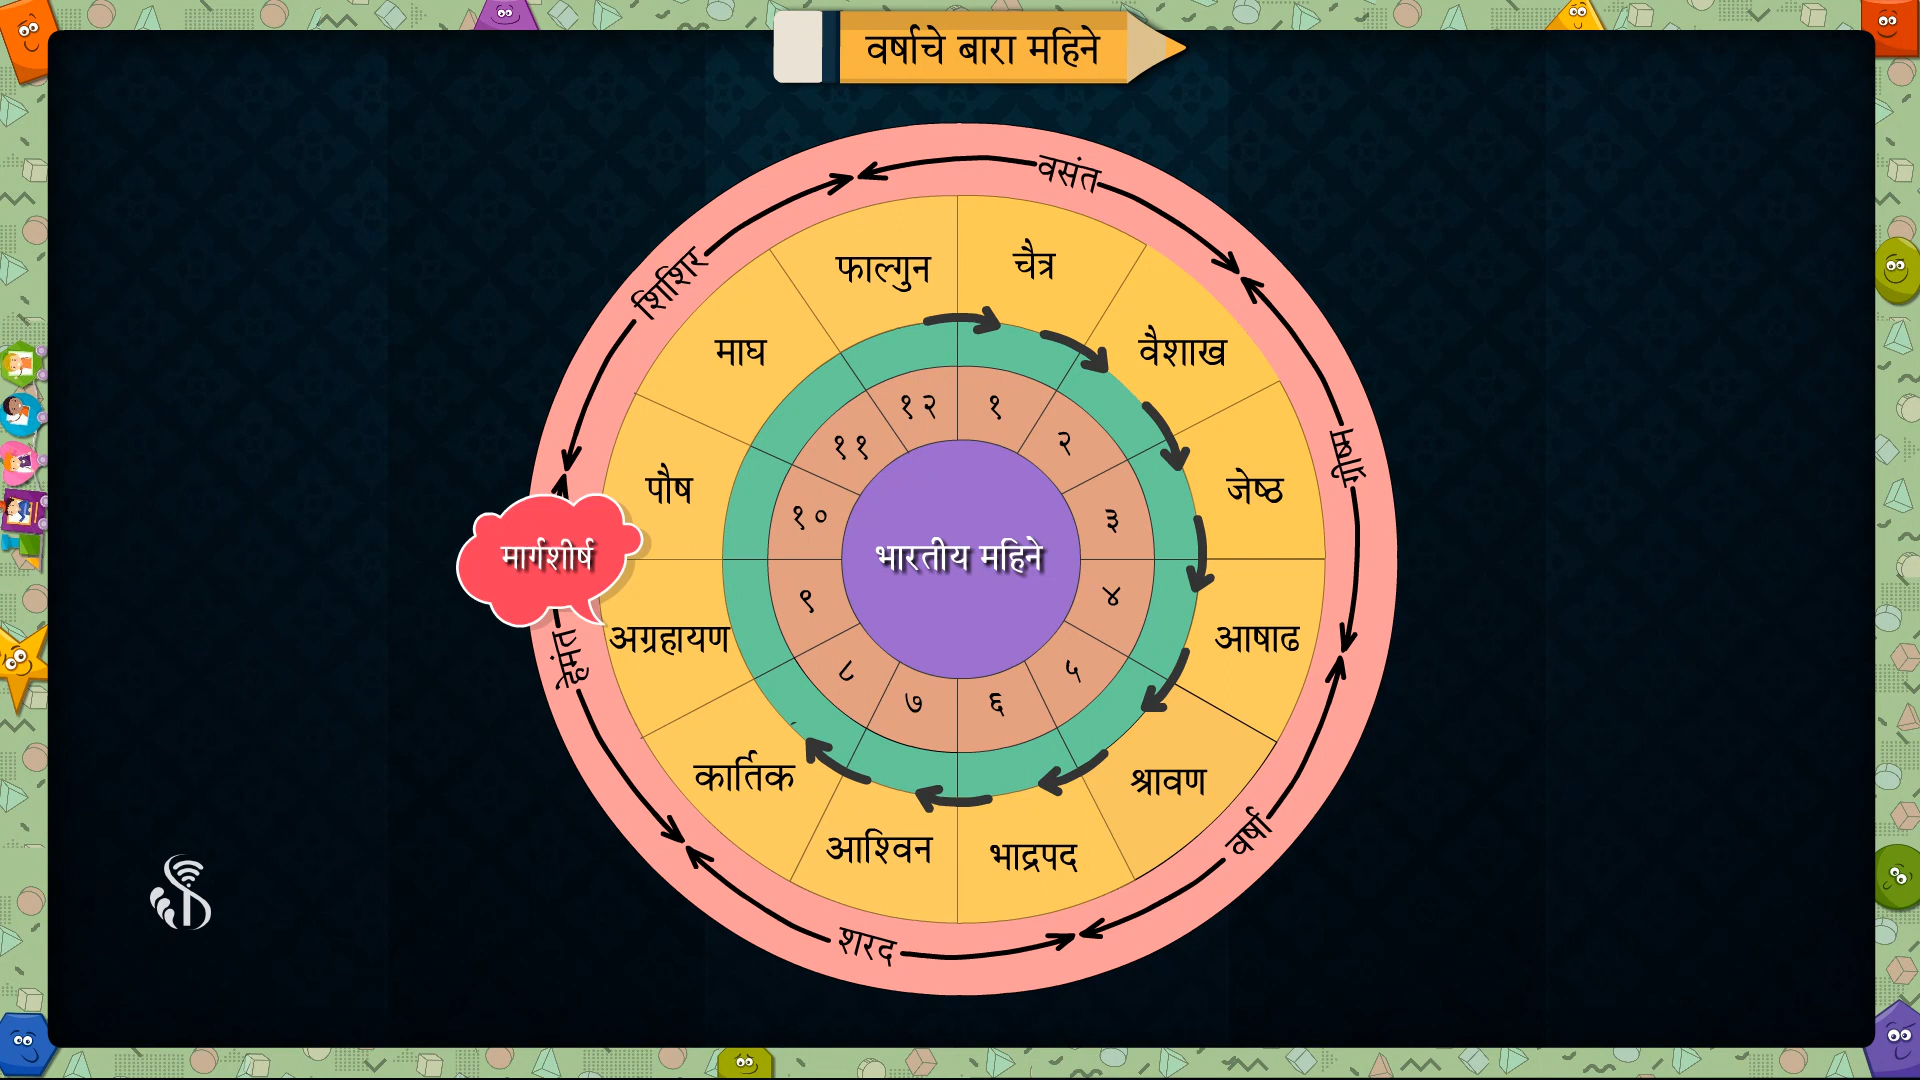 वर्षाचे बारा महिने
वसंत
ग्रीष्म
वर्षा
शरद
हेमंत
शिशिर
चैत्र
वैशाख
जेष्ठ
आषाढ
श्रावण
भाद्रपद
आश्विन
कार्तिक
अग्रहायण
मार्गशीर्ष
पौष
माघ
फाल्गुन
१
२
३
४
५
६
७
८
९
१०
११
१२
भारतीय महिने